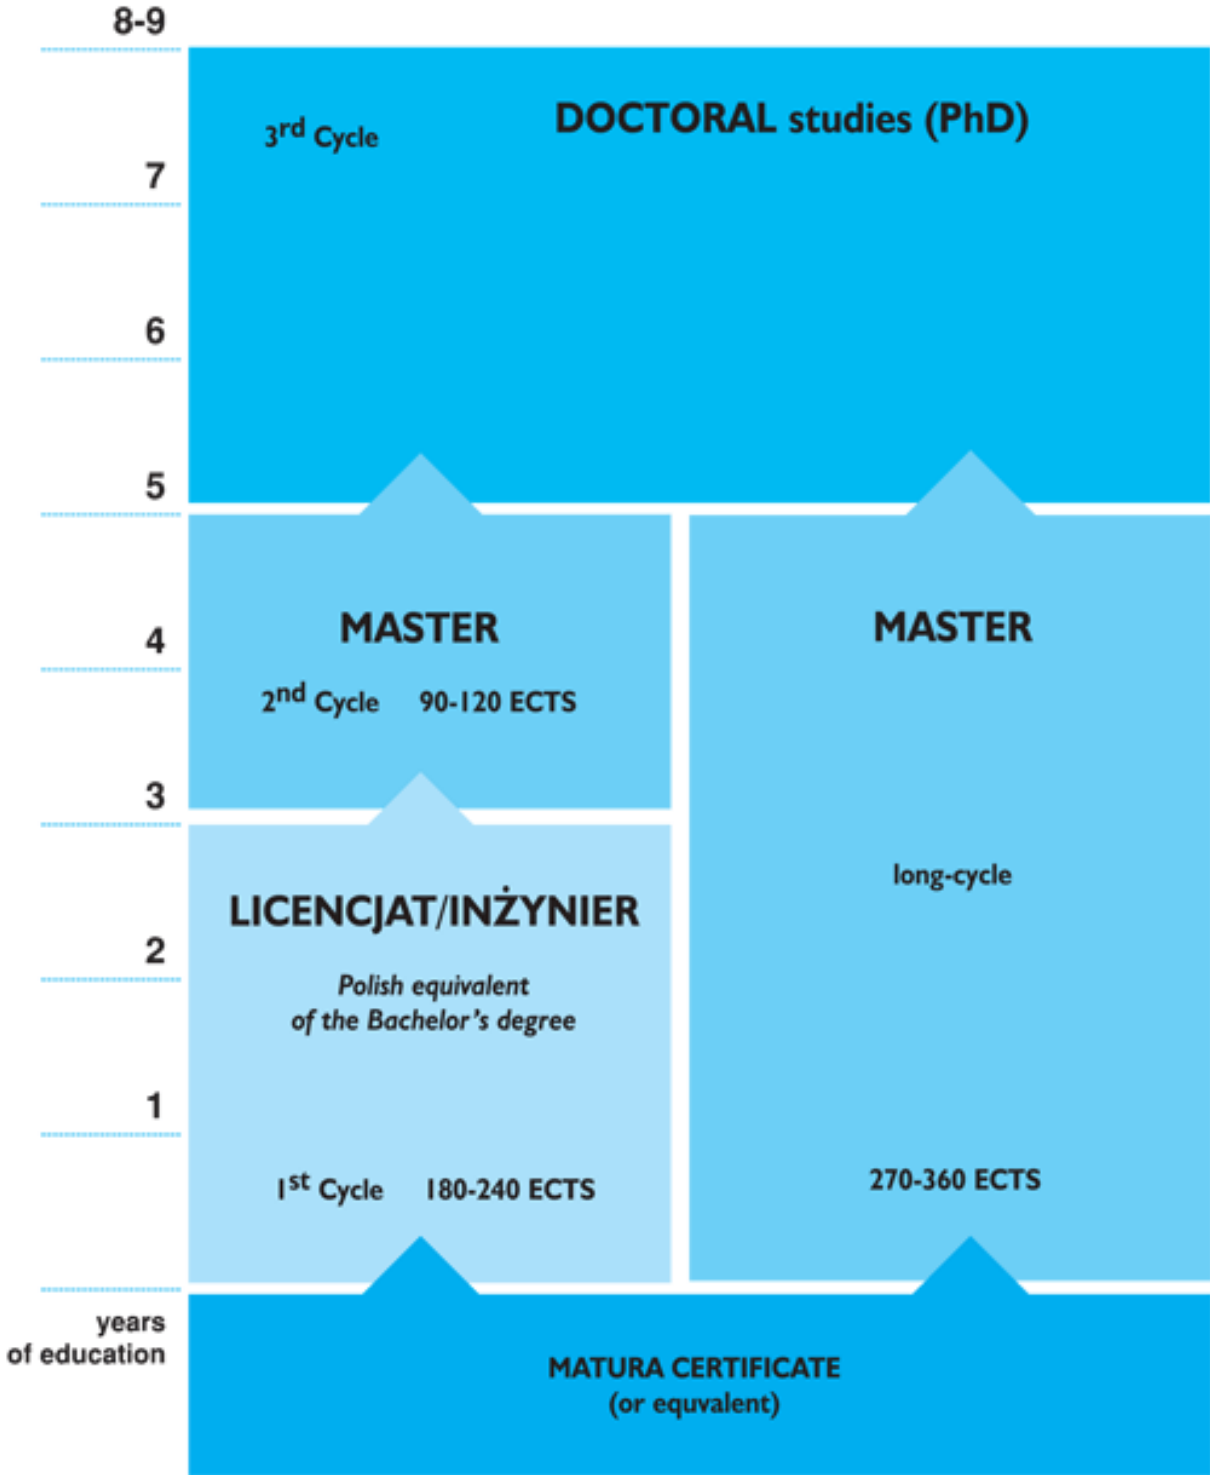 8-9
3rd Cycle
DOCTORAL studies (PhD)
7
6
5
MASTER
MASTER
4
2nd Cycle 90-120 ECTS
3
long-cycle
LICENCJAT/INŻYNIER
2
Polish equivalent
of the Bachelor's degree
1
1st Cycle 180-240 ECTS
270-360 ECTS
years
of education
MATURA CERTIFICATE
(or equvalent)